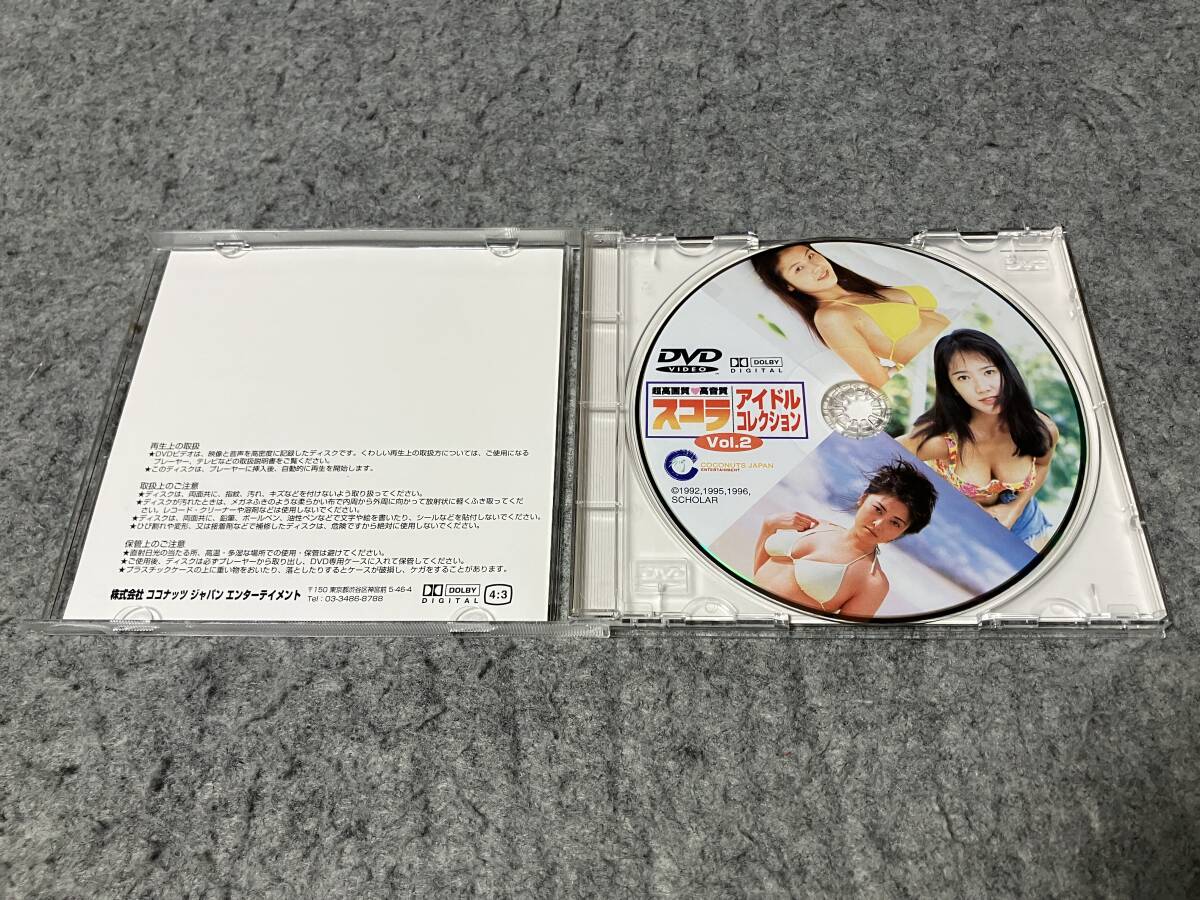 再生上の取扱
★DVDビデオは、映像と音声を高密度に記録したディスクです。くわしい再生上の取扱方については、ご使用になる
プレーヤー、テレビなどの取扱説明書をご覧ください。
★このディスクは、プレーヤーに挿入後、自動的に再生を開始します。
取扱上のご注意
★ディスクは、両面共に、指紋、汚れ、キズなどを付けないよう取り扱ってください。
★ディスクが汚れたときは、メガネふきのような柔らかい布で内周から外周に向かって放射状に軽くふき取ってくだ
さい。レコード・クリーナーや溶剤などは使用しないでください。
★ディスクは、両面共に、鉛筆、ボールペン、油性ペンなどで文字や絵を書いたり、シールなどを貼付しないでください。
★ひび割れや変形、又は接着剤などで補修したディスクは、危険ですから絶対に使用しないでください。
保管上のご注意
★直射日光の当たる所、高温・多湿な場所での使用・保管は避けてください。
★ご使用後、ディスクは必ずプレーヤーから取り出し、DVD専用ケースに入れて保管してください。
★プラスチックケースの上に重い物をおいたり、落としたりするとケースが破損し、ケガをすることがあります。
株式会社 ココナッツ ジャパン エンターテイメント
〒150 東京都渋谷区神宮前 5-46-4
Tel : 03-3486-8788
DOLBY
DIGITAL
4:3
DVD
VIDEO
DOLBY
DIGITAL
超高画質♥高音質
スコラ
アイドル
コレクション
Vol.2
COCONUTS JAPAN
ENTERTAINMENT
©1992,1995,1996,
SCHOLAR
DVD
DVD